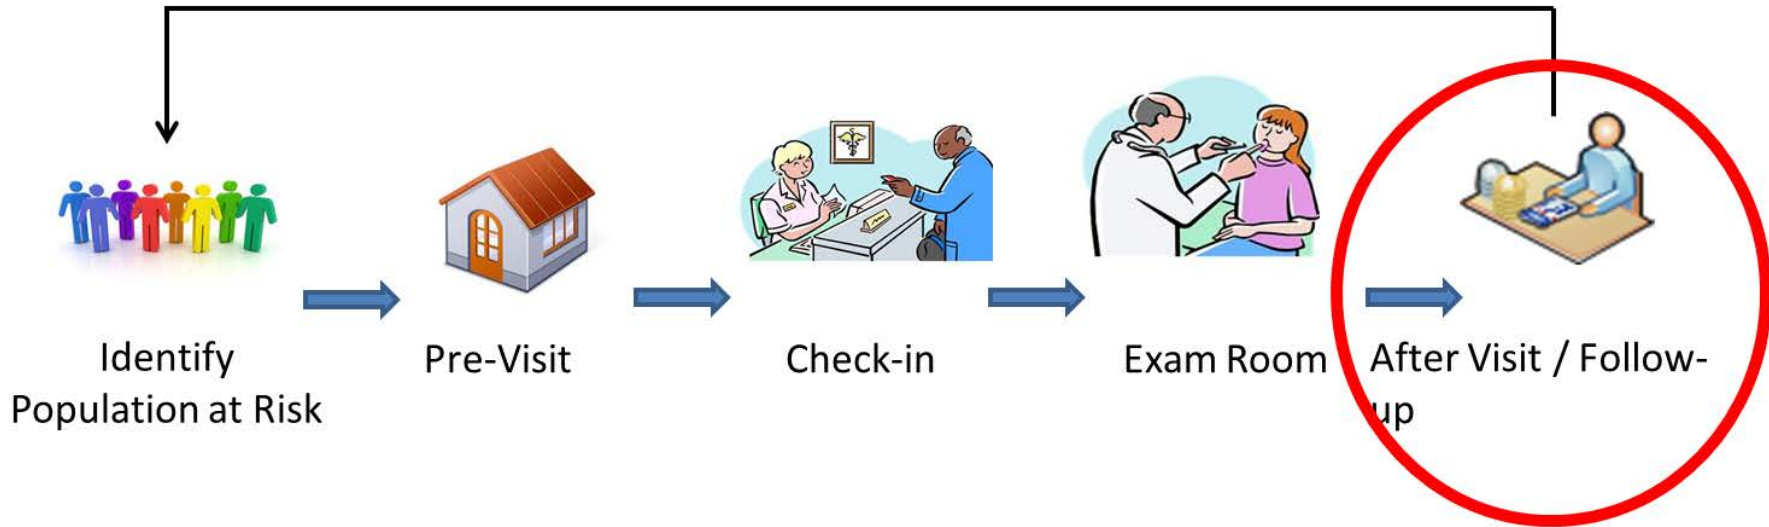 Identify
Population at Risk
Pre-Visit
Check-in
Exam Room
After Visit / Follow-
up